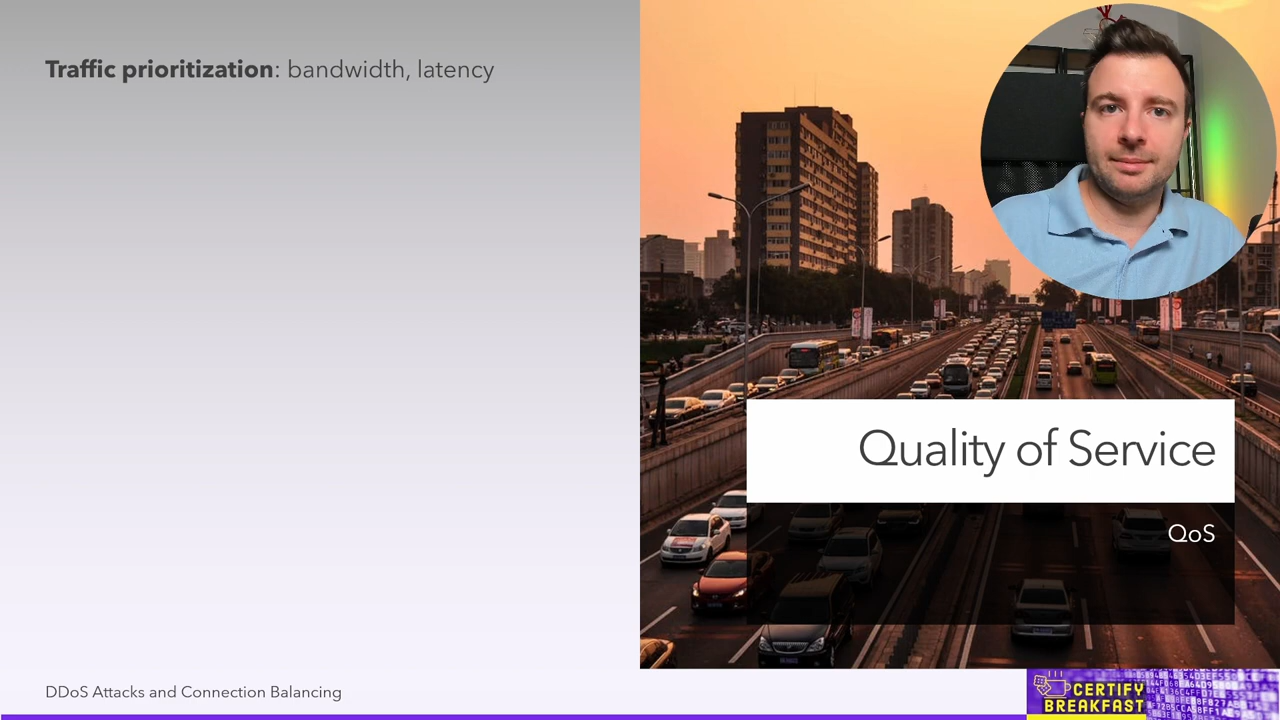 Traffic prioritization: bandwidth, latency
Quality of Service
QoS
DDoS Attacks and Connection Balancing
CERTIFY
BREAKFAST